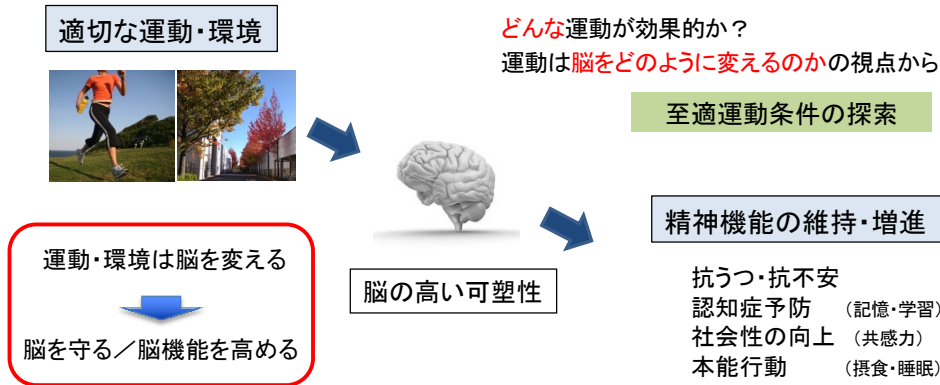 適切な運動・環境
どんな運動が効果的か？
運動は脳をどのように変えるのかの視点から
至適運動条件の探索
運動・環境は脳を変える
脳を守る／脳機能を高める
脳の高い可塑性
精神機能の維持・増進
抗うつ・抗不安
認知症予防 （記憶・学習）
社会性の向上 （共感力）
本能行動 （摂食・睡眠）